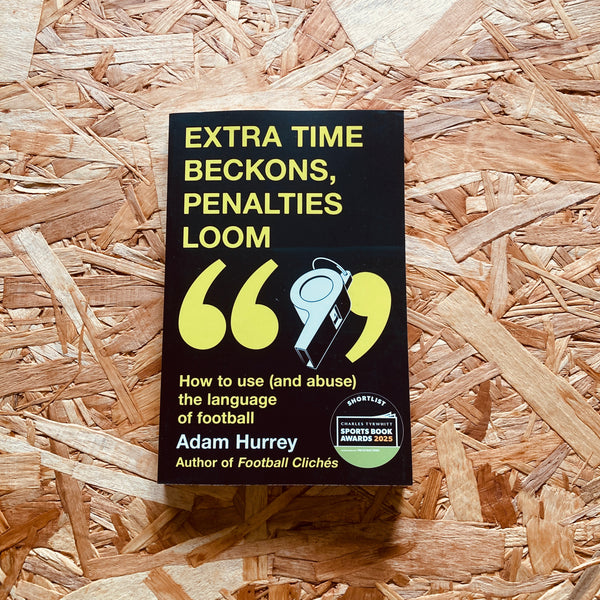 EXTRA TIME
BECKONS,
PENALTIES
LOOM
How to use (and abuse)
the language
of football
Adam Hurrey
Author of Football Clichés
SHORTLIST
CHARLES TYRWHITT
SPORTS BOOK
AWARDS 2025